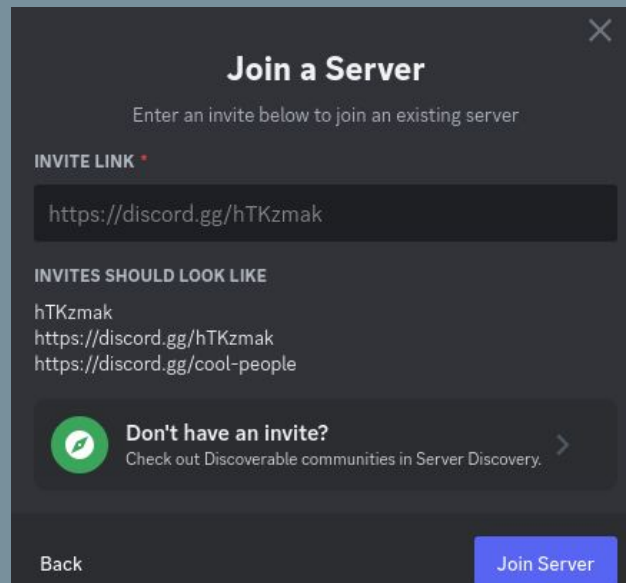 Join a Server
Enter an invite below to join an existing server
INVITE LINK *
https://discord.gg/hTKzmak
INVITES SHOULD LOOK LIKE
hTKzmak
https://discord.gg/hTKzmak
https://discord.gg/cool-people
Don't have an invite?
Check out Discoverable communities in Server Discovery.
Back
Join Server